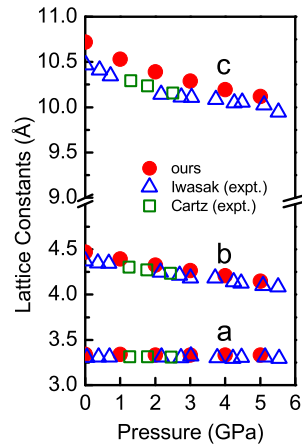 11.0
10.5
10.0
9.5
9.0
4.5
4.0
3.5
3.0
Lattice Constants (Å)
c
ours
Iwasak (expt.)
Cartz (expt.)
b
a
0 1 2 3 4 5 6
Pressure (GPa)